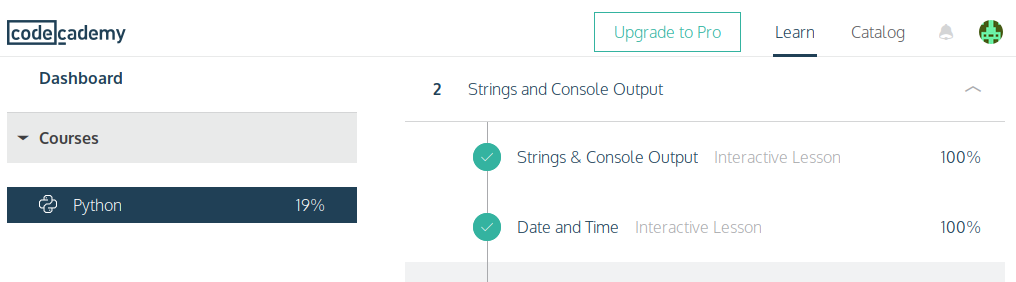 codecademy
Upgrade to Pro
Learn
Catalog
Dashboard
Courses
Python 19%
2 Strings and Console Output
Strings & Console Output Interactive Lesson 100%
Date and Time Interactive Lesson 100%